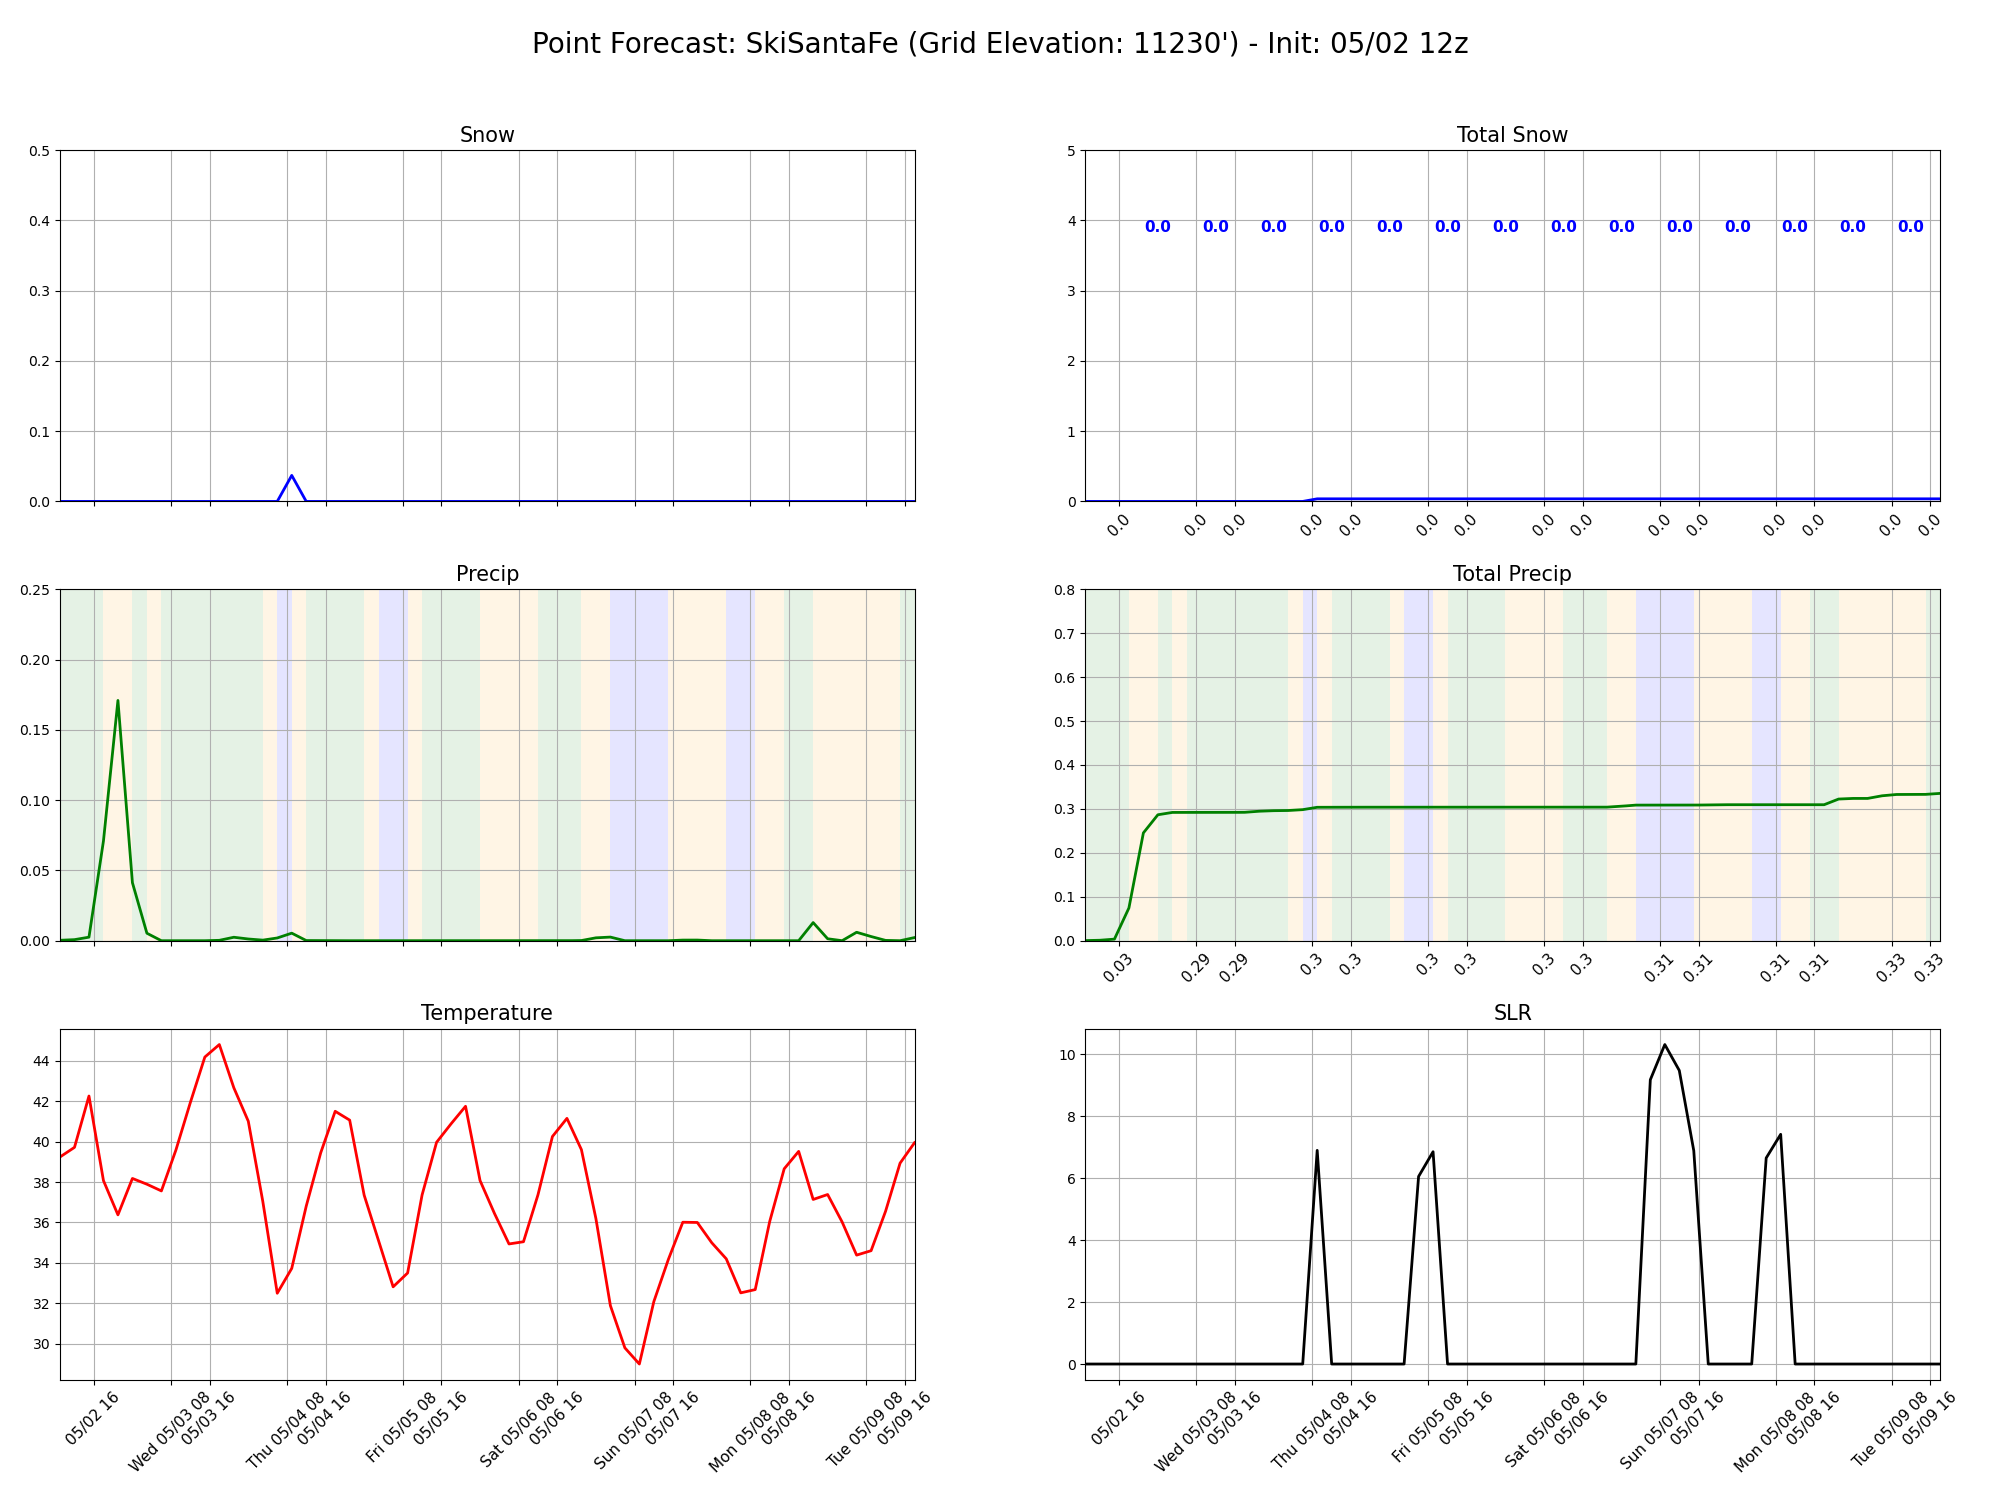 Point Forecast: SkiSantaFe (Grid Elevation: 11230') - Init: 05/02 12z
Snow
0.5
0.4
0.3
0.2
0.1
0.0
Total Snow
5
4
3
2
1
0
0.0 0.0 0.0 0.0 0.0 0.0 0.0 0.0 0.0 0.0 0.0 0.0 0.0 0.0
0.0 0.0 0.0 0.0 0.0 0.0 0.0 0.0 0.0 0.0 0.0 0.0 0.0 0.0 0.0
Precip
0.25
0.20
0.15
0.10
0.05
0.00
Total Precip
0.8
0.7
0.6
0.5
0.4
0.3
0.2
0.1
0.0
0.03 0.29 0.29 0.3 0.3 0.3 0.3 0.3 0.3 0.31 0.31 0.31 0.31 0.33 0.33
Temperature
44
42
40
38
36
34
32
30
05/02 16
Wed 05/03 08
05/03 16
Thu 05/04 08
05/04 16
Fri 05/05 08
05/05 16
Sat 05/06 08
05/06 16
Sun 05/07 08
05/07 16
Mon 05/08 08
05/08 16
Tue 05/09 08
05/09 16
SLR
10
8
6
4
2
0
05/02 16
Wed 05/03 08
05/03 16
Thu 05/04 08
05/04 16
Fri 05/05 08
05/05 16
Sat 05/06 08
05/06 16
Sun 05/07 08
05/07 16
Mon 05/08 08
05/08 16
Tue 05/09 08
05/09 16